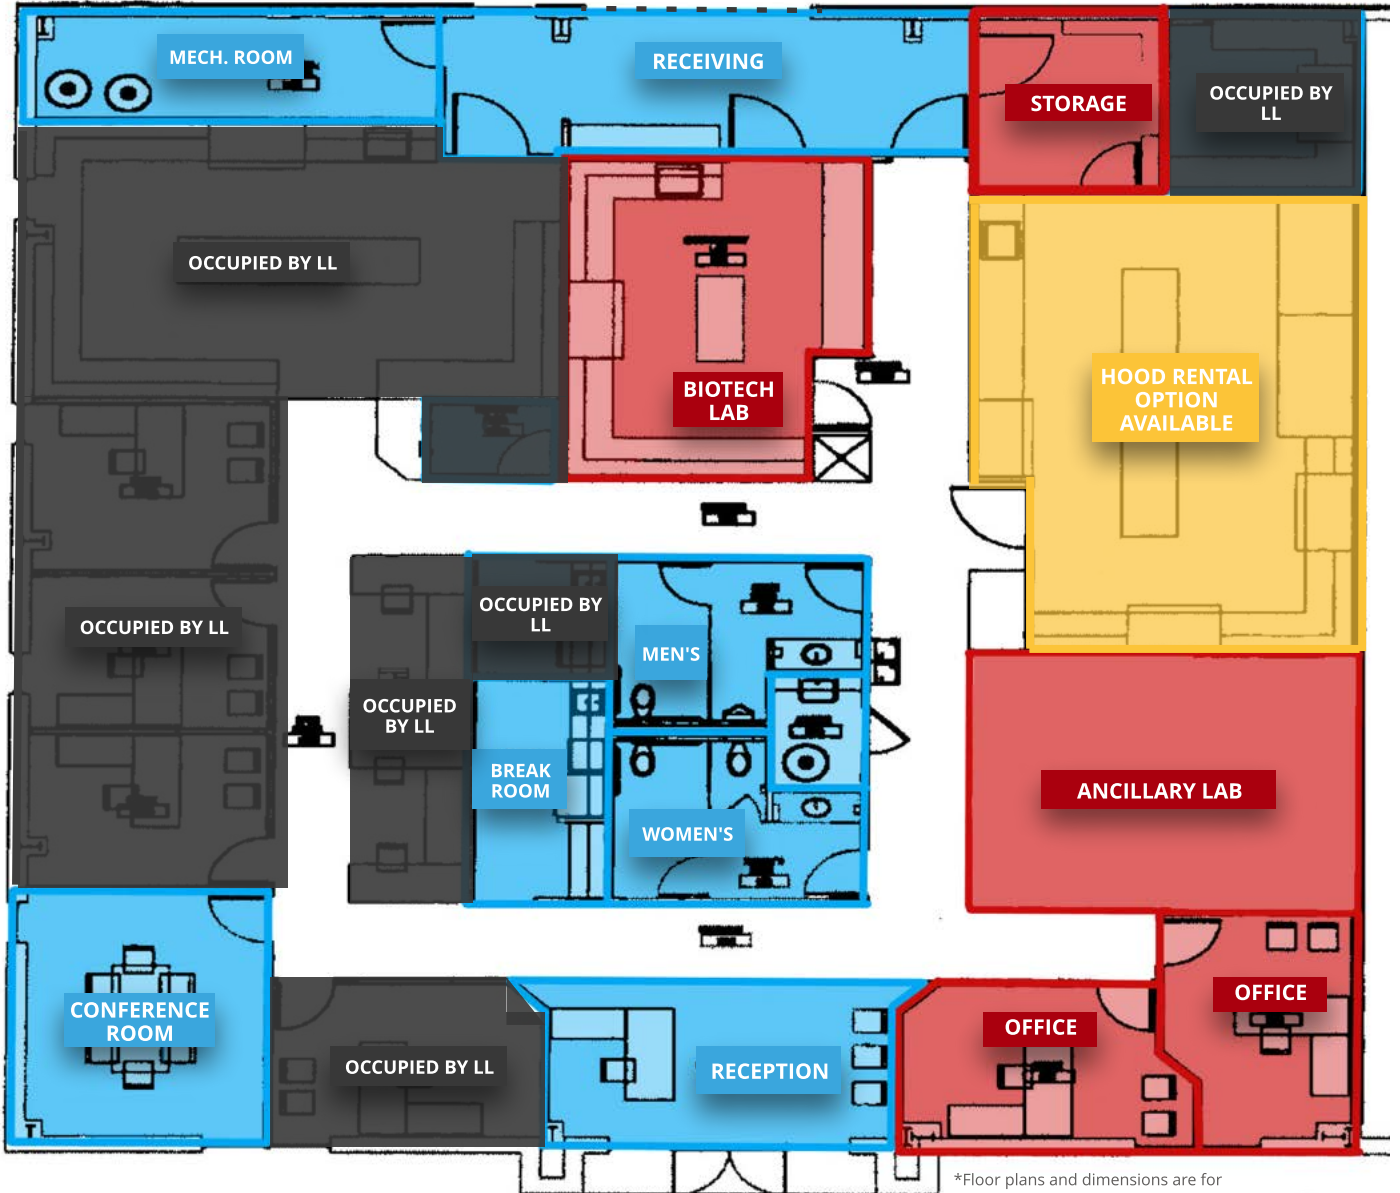 MECH. ROOM
RECEIVING
STORAGE
OCCUPIED BY
LL
OCCUPIED BY LL
BIOTECH
LAB
HOOD RENTAL
OPTION
AVAILABLE
OCCUPIED BY LL
OCCUPIED BY
LL
MEN'S
OCCUPIED
BY LL
BREAK
ROOM
WOMEN'S
ANCILLARY LAB
CONFERENCE
ROOM
OCCUPIED BY LL
RECEPTION
OFFICE
OFFICE
*Floor plans and dimensions are for